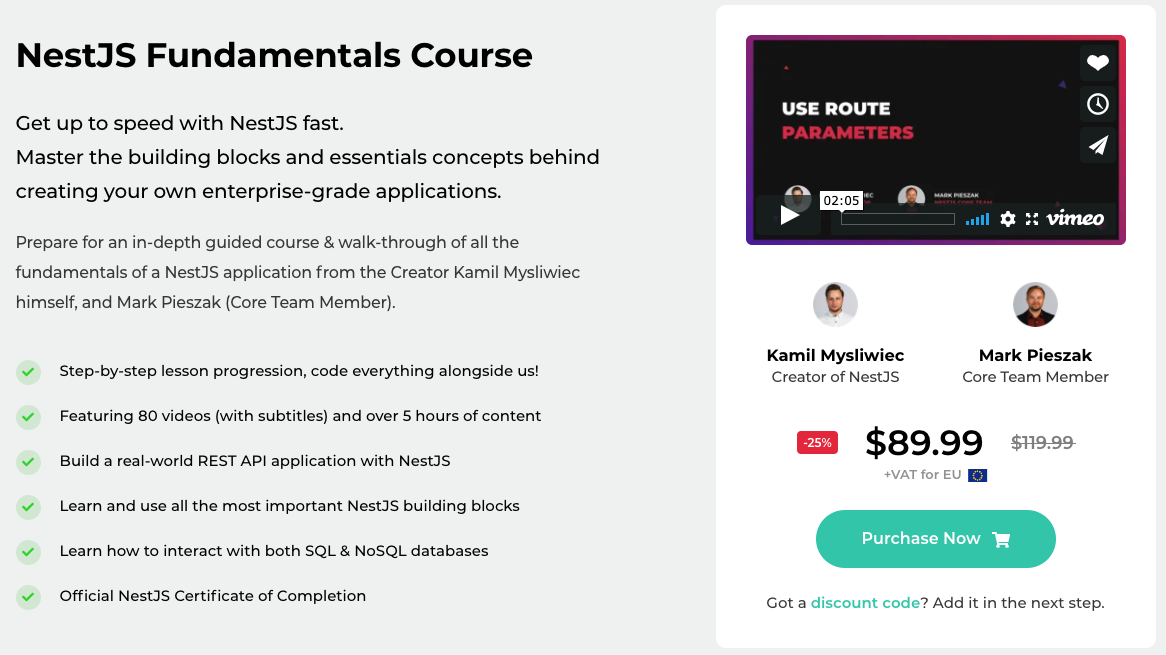 NestJS Fundamentals Course
Get up to speed with NestJS fast.
Master the building blocks and essentials concepts behind
creating your own enterprise-grade applications.
Prepare for an in-depth guided course & walk-through of all the
fundamentals of a NestJS application from the Creator Kamil Mysliwiec
himself, and Mark Pieszak (Core Team Member).
Step-by-step lesson progression, code everything alongside us!
Featuring 80 videos (with subtitles) and over 5 hours of content
Build a real-world REST API application with NestJS
Learn and use all the most important NestJS building blocks
Learn how to interact with both SQL & NoSQL databases
Official NestJS Certificate of Completion
USE ROUTE
PARAMETERS
MARK PIESZAK
NESTJS CORE TEAM
02:05
vimeo
Kamil Mysliwiec
Creator of NestJS
Mark Pieszak
Core Team Member
-25% $89.99 $119.99
+VAT for EU
Purchase Now
Got a discount code? Add it in the next step.